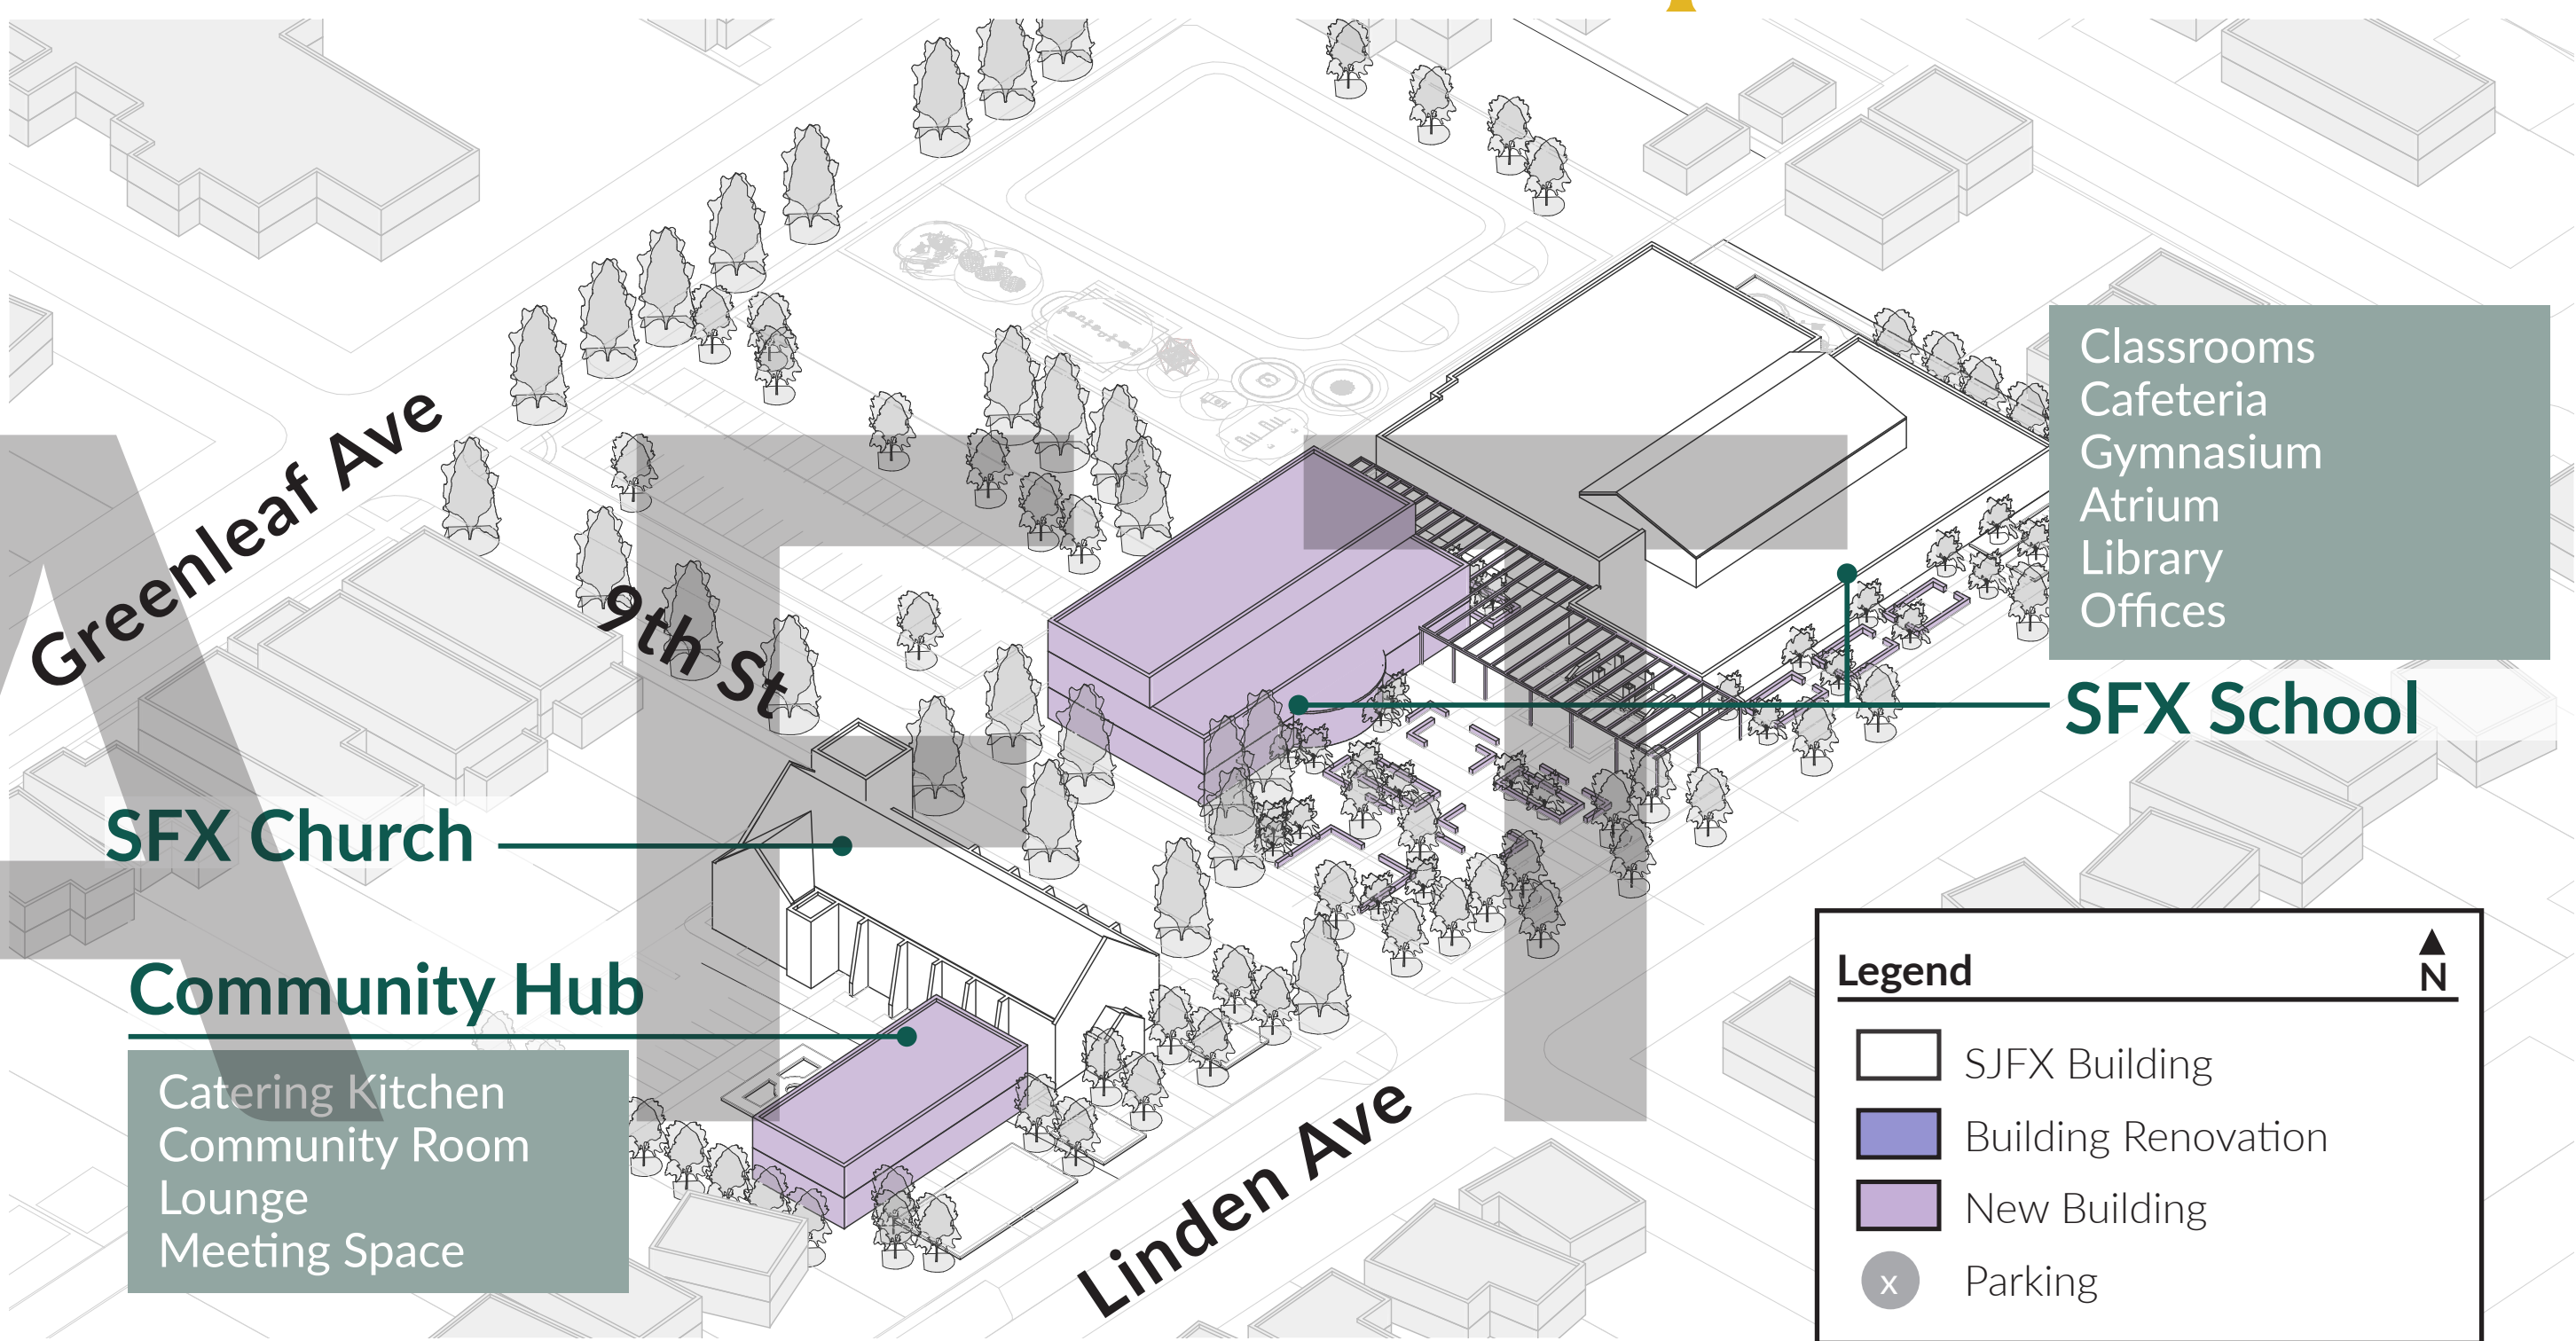 Greenleaf Ave
9th St
Classrooms
Cafeteria
Gymnasium
Atrium
Library
Offices
SFX School
SFX Church
Community Hub
Catering Kitchen
Community Room
Lounge
Meeting Space
Linden Ave
Legend
N
SJFX Building
Building Renovation
New Building
x
Parking
AFT